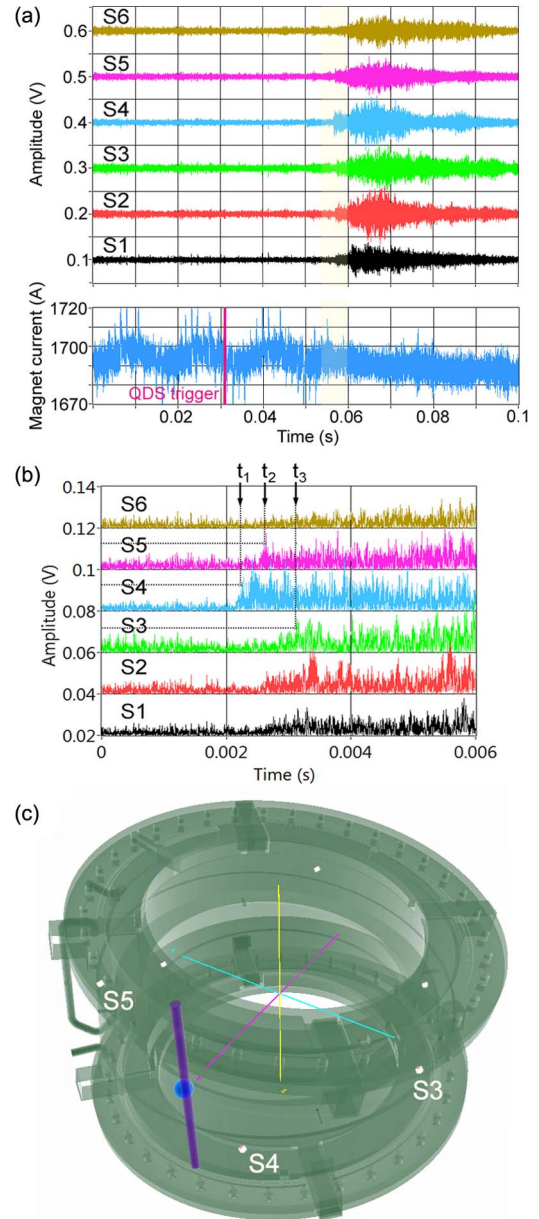 (a)
S6
0.6
S5
0.5
S4
0.4
S3
0.3
S2
0.2
S1
0.1
Amplitude (V)
1720
1700
1670
Magnet current (A)
QDS trigger
0.02 0.04 0.06 0.08 0.1
Time (s)
(b)
t1 t2 t3
0.14
S6
0.12
S5
0.1
S4
0.08
S3
0.06
S2
0.04
S1
0.02
Amplitude (V)
0 0.002 0.004 0.006
Time (s)
(c)
S5
S3
S4